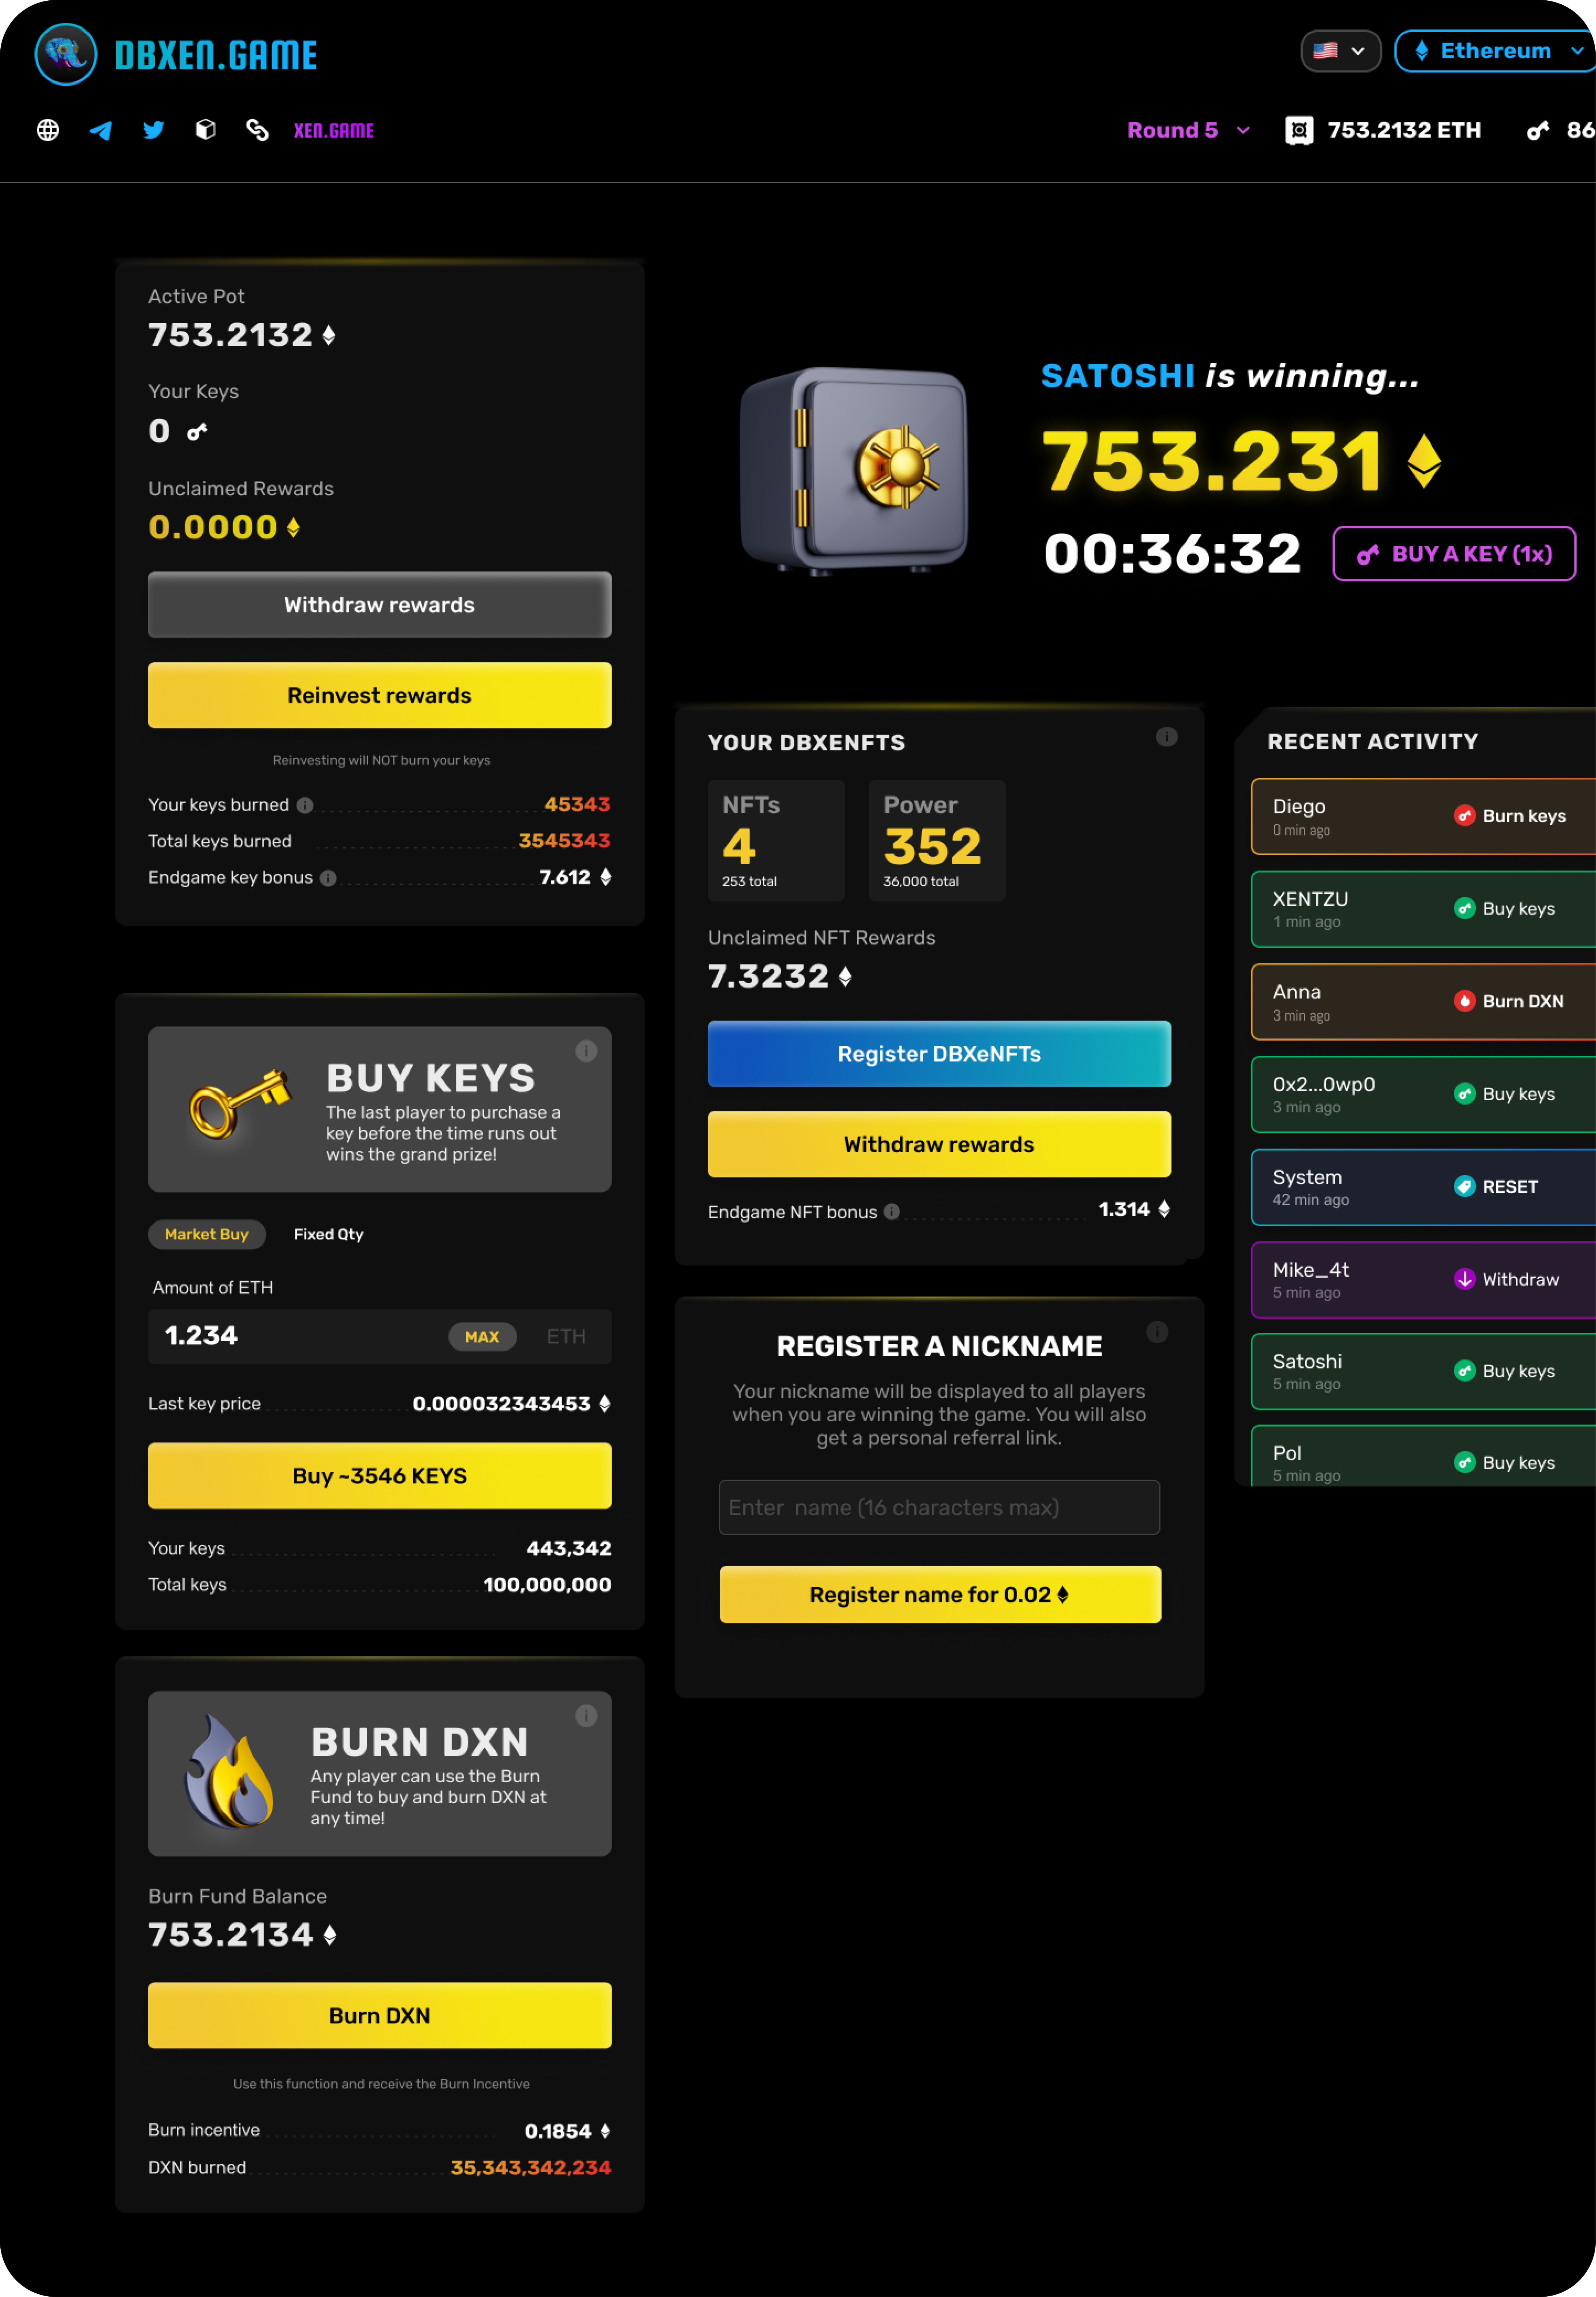 DBXEN.GAME
Ethereum
XEN.GAME
Round 5
753.2132 ETH
86
Active Pot
753.2132
Your Keys
0
Unclaimed Rewards
0.0000
Withdraw rewards
Reinvest rewards
Reinvesting will NOT burn your keys
Your keys burned 45343
Total keys burned 3545343
Endgame key bonus 7.612
SATOSHI is winning...
753.231
00:36:32
BUY A KEY (1x)
BUY KEYS
The last player to purchase a
key before the time runs out
wins the grand prize!
Market Buy Fixed Qty
Amount of ETH
1.234 MAX ETH
Last key price 0.000032343453
Buy ~3546 KEYS
Your keys 443,342
Total keys 100,000,000
BURN DXN
Any player can use the Burn
Fund to buy and burn DXN at
any time!
Burn Fund Balance
753.2134
Burn DXN
Use this function and receive the Burn Incentive
Burn incentive 0.1854
DXN burned 35,343,342,234
YOUR DBXENFTS
NFTs
4
253 total
Power
352
36,000 total
Unclaimed NFT Rewards
7.3232
Register DBXeNFTs
Withdraw rewards
Endgame NFT bonus 1.314
REGISTER A NICKNAME
Your nickname will be displayed to all players
when you are winning the game. You will also
get a personal referral link.
Enter name (16 characters max)
Register name for 0.02
RECENT ACTIVITY
Diego
0 min ago
Burn keys
XENTZU
1 min ago
Buy keys
Anna
3 min ago
Burn DXN
0x2...0wp0
3 min ago
Buy keys
System
42 min ago
RESET
Mike_4t
5 min ago
Withdraw
Satoshi
5 min ago
Buy keys
Pol
5 min ago
Buy keys